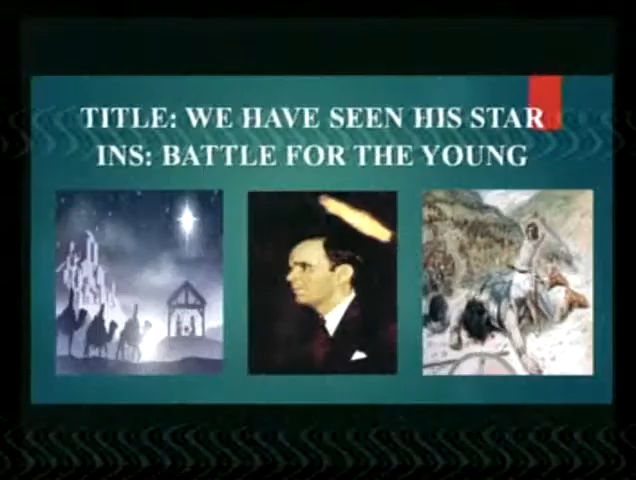 TITLE: WE HAVE SEEN HIS STAR
INS: BATTLE FOR THE YOUNG